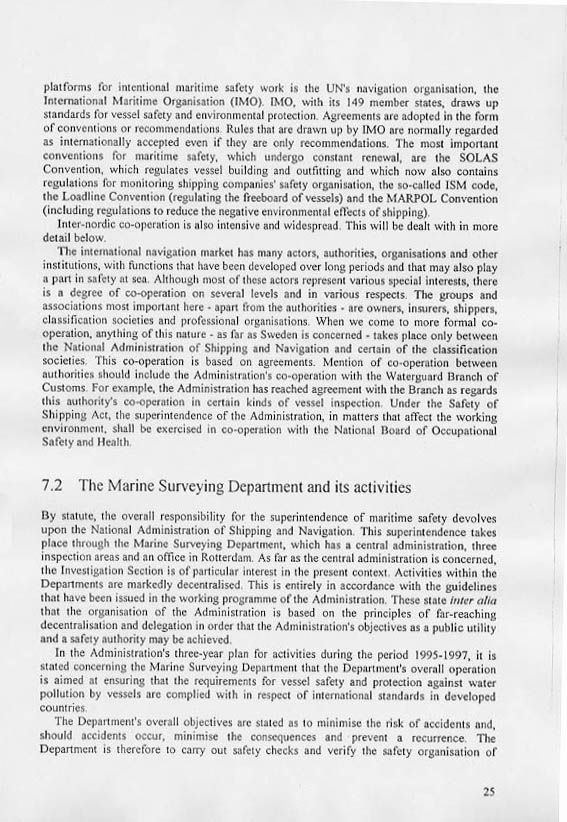 platforms for intentional maritime safety work is the UN's navigation organisation, the
International Maritime Organisation (IMO). IMO, with its 149 member states, draws up
standards for vessel safety and environmental protection. Agreements are adopted in the form
of conventions or recommendations. Rules that are drawn up by IMO are normally regarded
as internationally accepted even if they are only recommendations. The most important
conventions for maritime safety, which undergo constant renewal, are the SOLAS
Convention, which regulates vessel building and outfitting and which now also contains
regulations for monitoring shipping companies' safety organisation, the so-called ISM code,
the Loadline Convention (regulating the freeboard of vessels) and the MARPOL Convention
(including regulations to reduce the negative environmental effects of shipping).
Inter-nordic co-operation is also intensive and widespread. This will be dealt with in more
detail below.
The international navigation market has many actors, authorities, organisations and other
institutions, with functions that have been developed over long periods and that may also play
a part in safety at sea. Although most of these actors represent various special interests, there
is a degree of co-operation on several levels and in various respects. The groups and
associations most important here - apart from the authorities - are owners, insurers, shippers,
classification societies and professional organisations. When we come to more formal co-
operation, anything of this nature - as far as Sweden is concerned - takes place only between
the National Administration of Shipping and Navigation and certain of the classification
societies. This co-operation is based on agreements. Mention of co-operation between
authorities should include the Administration's co-operation with the Waterguard Branch of
Customs. For example, the Administration has reached agreement with the Branch as regards
this authority's co-operation in certain kinds of vessel inspection. Under the Safety of
Shipping Act, the superintendence of the Administration, in matters that affect the working
environment, shall be exercised in co-operation with the National Board of Occupational
Safety and Health.
7.2 The Marine Surveying Department and its activities
By statute, the overall responsibility for the superintendence of maritime safety devolves
upon the National Administration of Shipping and Navigation. This superintendence takes
place through the Marine Surveying Department, which has a central administration, three
inspection areas and an office in Rotterdam. As far as the central administration is concerned,
the Investigation Section is of particular interest in the present context. Activities within the
Departments are markedly decentralised. This is entirely in accordance with the guidelines
that have been issued in the working programme of the Administration. These state inter alia
that the organisation of the Administration is based on the principles of far-reaching
decentralisation and delegation in order that the Administration's objectives as a public utility
and a safety authority may be achieved.
In the Administration's three-year plan for activities during the period 1995-1997, it is
stated concerning the Marine Surveying Department that the Department's overall operation
is aimed at ensuring that the requirements for vessel safety and protection against water
pollution by vessels are complied with in respect of international standards in developed
countries.
The Department's overall objectives are stated as to minimise the risk of accidents and,
should accidents occur, minimise the consequences and prevent a recurrence. The
Department is therefore to carry out safety checks and verify the safety organisation of
25